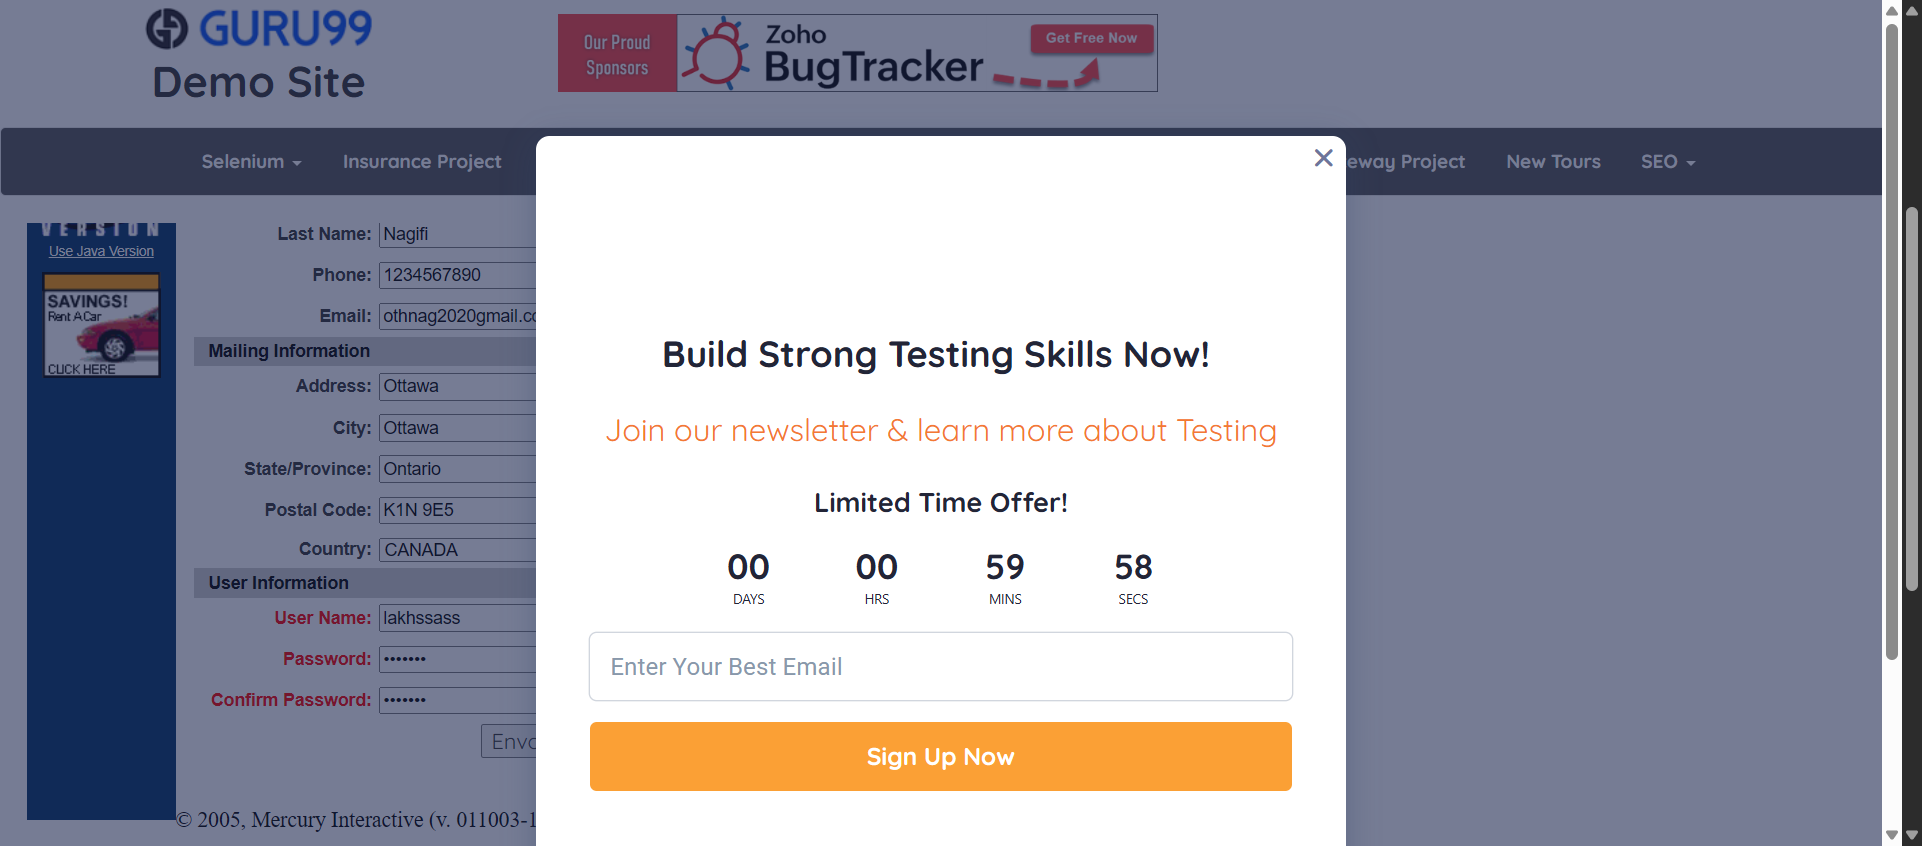 GURU99
Demo Site
Our Proud
Sponsors
Zoho
BugTracker
Get Free Now
Selenium
Insurance Project
eway Project
New Tours
SEO
VERSION
Use Java Version
SAVINGS!
Rent A Car
CLICK HERE
Last Name: Nagifi
Phone: 1234567890
Email: othnag2020gmail.co
Mailing Information
Address: Ottawa
City: Ottawa
State/Province: Ontario
Postal Code: K1N 9E5
Country: CANADA
User Information
User Name: lakhssass
Password: •••••••
Confirm Password: •••••••
Envo
© 2005, Mercury Interactive (v. 011003-1
Build Strong Testing Skills Now!
Join our newsletter & learn more about Testing
Limited Time Offer!
00 00 59 58
DAYS HRS MINS SECS
Enter Your Best Email
Sign Up Now